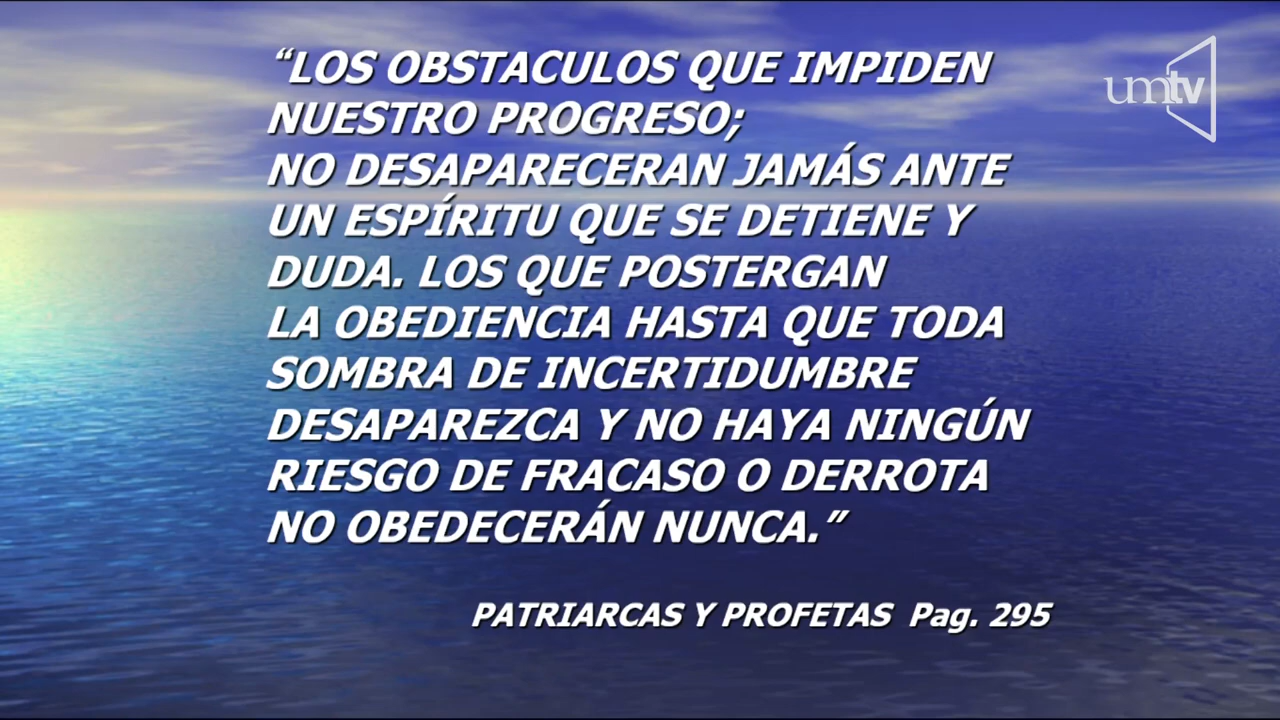 umtv
“LOS OBSTACULOS QUE IMPIDEN
NUESTRO PROGRESO;
NO DESAPARECERAN JAMÁS ANTE
UN ESPÍRITU QUE SE DETIENE Y
DUDA. LOS QUE POSTERGAN
LA OBEDIENCIA HASTA QUE TODA
SOMBRA DE INCERTIDUMBRE
DESAPAREZCA Y NO HAYA NINGÚN
RIESGO DE FRACASO O DERROTA
NO OBEDECERÁN NUNCA.”
PATRIARCAS Y PROFETAS Pag. 295